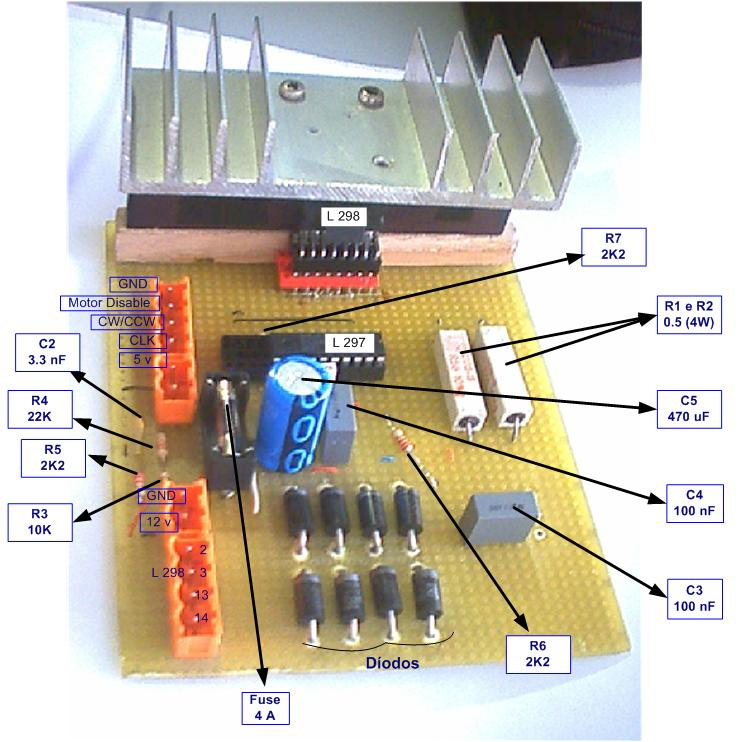 L 298
R7
2K2
GND
Motor Disable
CW/CCW
CLK
5 v
R1 e R2
0.5 (4W)
L 297
C2
3.3 nF
C5
470 uF
R4
22K
R5
2K2
C4
100 nF
R3
10K
GND
12 v
2
L 298 3
13
14
C3
100 nF
R6
2K2
Díodos
Fuse
4 A